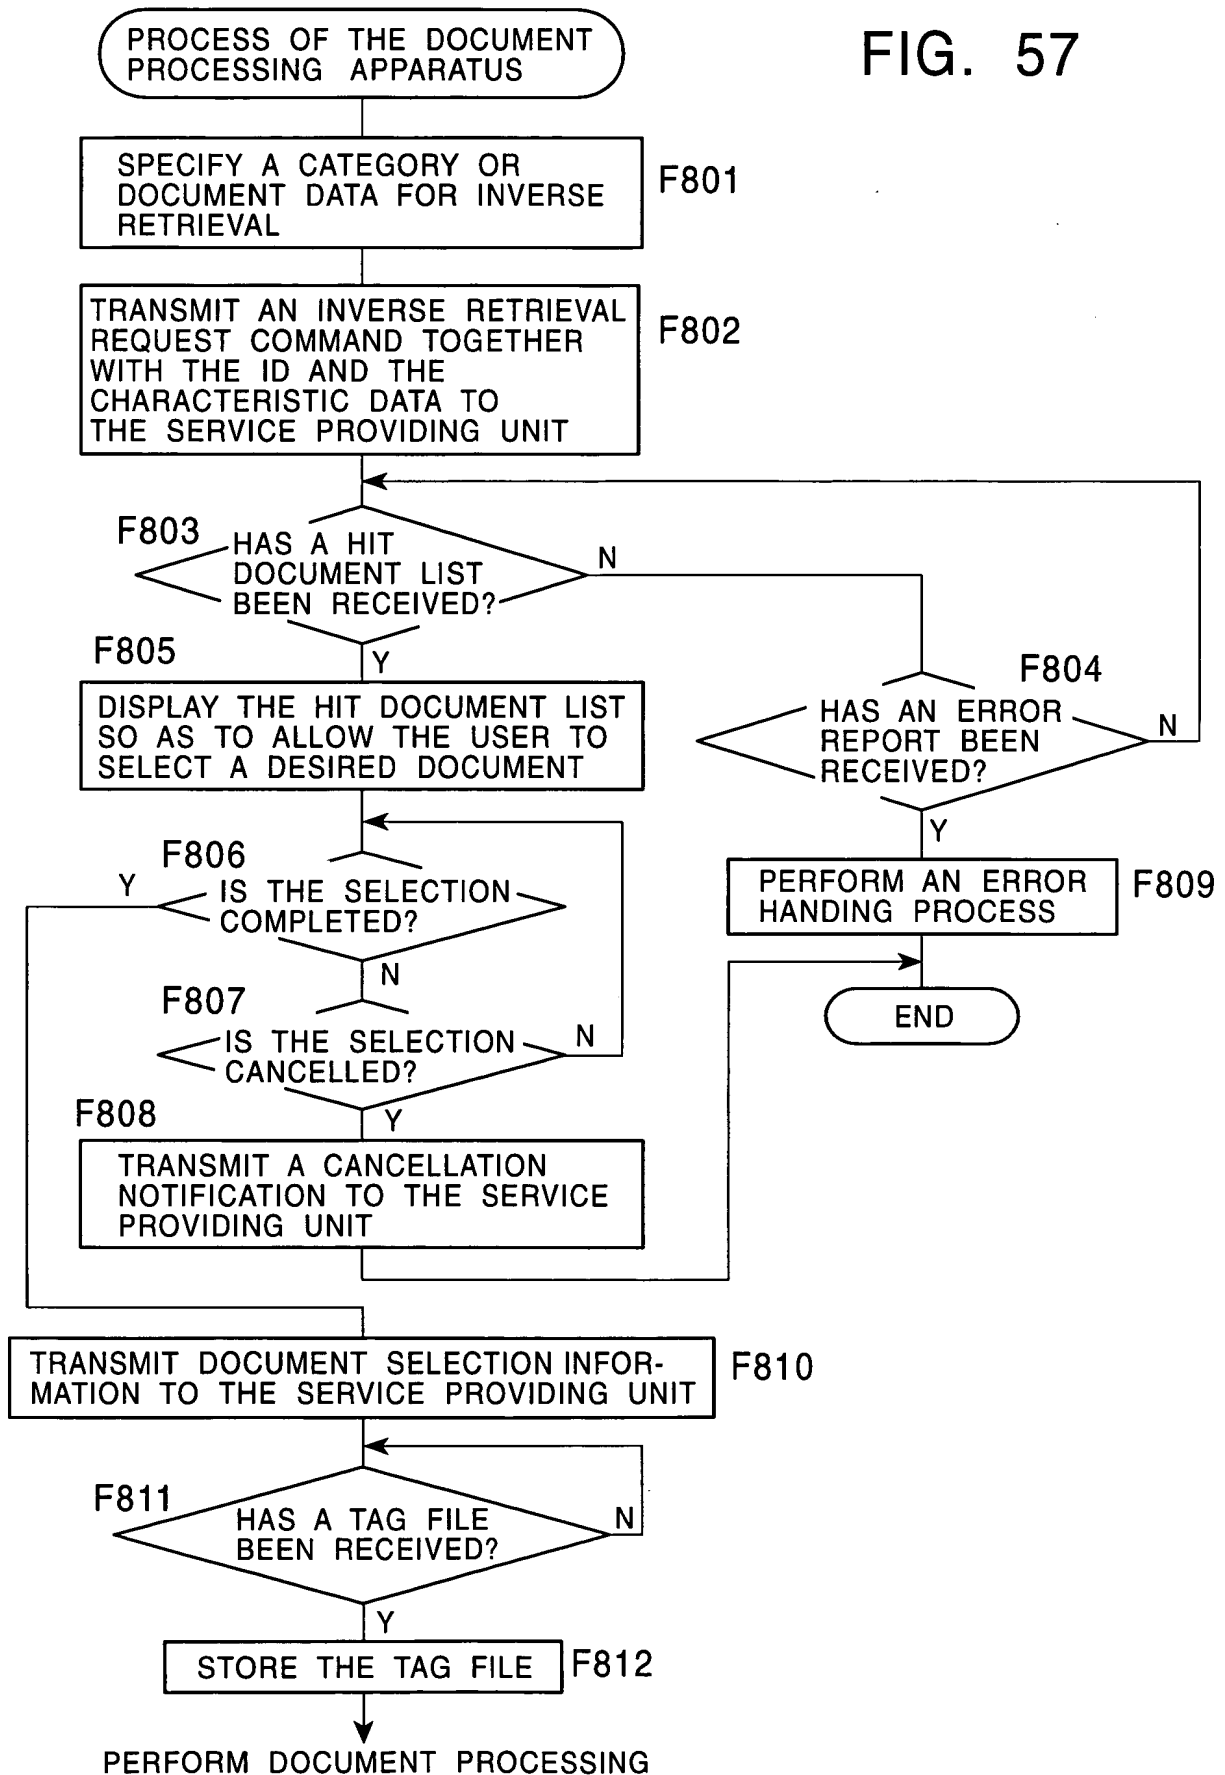 PROCESS OF THE DOCUMENT
PROCESSING APPARATUS
FIG. 57
SPECIFY A CATEGORY OR
DOCUMENT DATA FOR INVERSE
RETRIEVAL
F801
TRANSMIT AN INVERSE RETRIEVAL
REQUEST COMMAND TOGETHER
WITH THE ID AND THE
CHARACTERISTIC DATA TO
THE SERVICE PROVIDING UNIT
F802
F803
HAS A HIT
DOCUMENT LIST
BEEN RECEIVED?
N
Y
F804
HAS AN ERROR
REPORT BEEN
RECEIVED?
N
Y
F805
DISPLAY THE HIT DOCUMENT LIST
SO AS TO ALLOW THE USER TO
SELECT A DESIRED DOCUMENT
F806
Y
IS THE SELECTION
COMPLETED?
N
PERFORM AN ERROR
HANDING PROCESS
F809
END
F807
IS THE SELECTION
CANCELLED?
N
Y
F808
TRANSMIT A CANCELLATION
NOTIFICATION TO THE SERVICE
PROVIDING UNIT
TRANSMIT DOCUMENT SELECTION INFOR-
MATION TO THE SERVICE PROVIDING UNIT
F810
F811
HAS A TAG FILE
BEEN RECEIVED?
N
Y
STORE THE TAG FILE
F812
PERFORM DOCUMENT PROCESSING